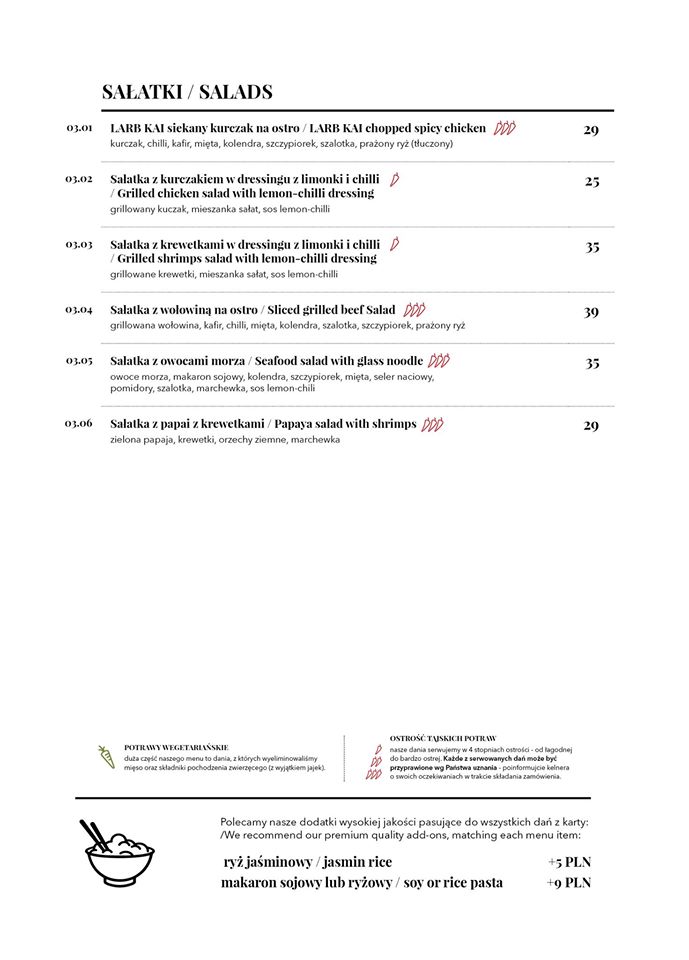 SAŁATKI / SALADS
03.01 LARB KAI siekany kurczak na ostro / LARB KAI chopped spicy chicken 29
kurczak, chilli, kafir, mięta, kolendra, szczypiorek, szalotka, prażony ryż (tłuczony)
03.02 Sałatka z kurczakiem w dressingu z limonki i chilli 25
/ Grilled chicken salad with lemon-chilli dressing
grillowany kuczak, mieszanka sałat, sos lemon-chilli
03.03 Sałatka z krewetkami w dressingu z limonki i chilli 35
/ Grilled shrimps salad with lemon-chilli dressing
grillowane krewetki, mieszanka sałat, sos lemon-chilli
03.04 Sałatka z wołowiną na ostro / Sliced grilled beef Salad 39
grillowana wołowina, kafir, chilli, mięta, kolendra, szalotka, szczypiorek, prażony ryż
03.05 Sałatka z owocami morza / Seafood salad with glass noodle 35
owoce morza, makaron sojowy, kolendra, szczypiorek, mięta, seler naciowy,
pomidory, szalotka, marchewka, sos lemon-chili
03.06 Sałatka z papai z krewetkami / Papaya salad with shrimps 29
zielona papaja, krewetki, orzechy ziemne, marchewka
POTRAWY WEGETARIAŃSKIE
duża część naszego menu to dania, z których wyeliminowaliśmy
mięso oraz składniki pochodzenia zwierzęcego (z wyjątkiem jajek).
OSTROŚĆ TAJSKICH POTRAW
nasze dania serwujemy w 4 stopniach ostrości - od łagodnej
do bardzo ostrej. Każde z serwowanych dań może być
przyprawione wg Państwa uznania - poinformujcie kelnera
o swoich oczekiwaniach w trakcie składania zamówienia.
Polecamy nasze dodatki wysokiej jakości pasujące do wszystkich dań z karty:
/We recommend our premium quality add-ons, matching each menu item:
ryż jaśminowy / jasmin rice +5 PLN
makaron sojowy lub ryżowy / soy or rice pasta +9 PLN